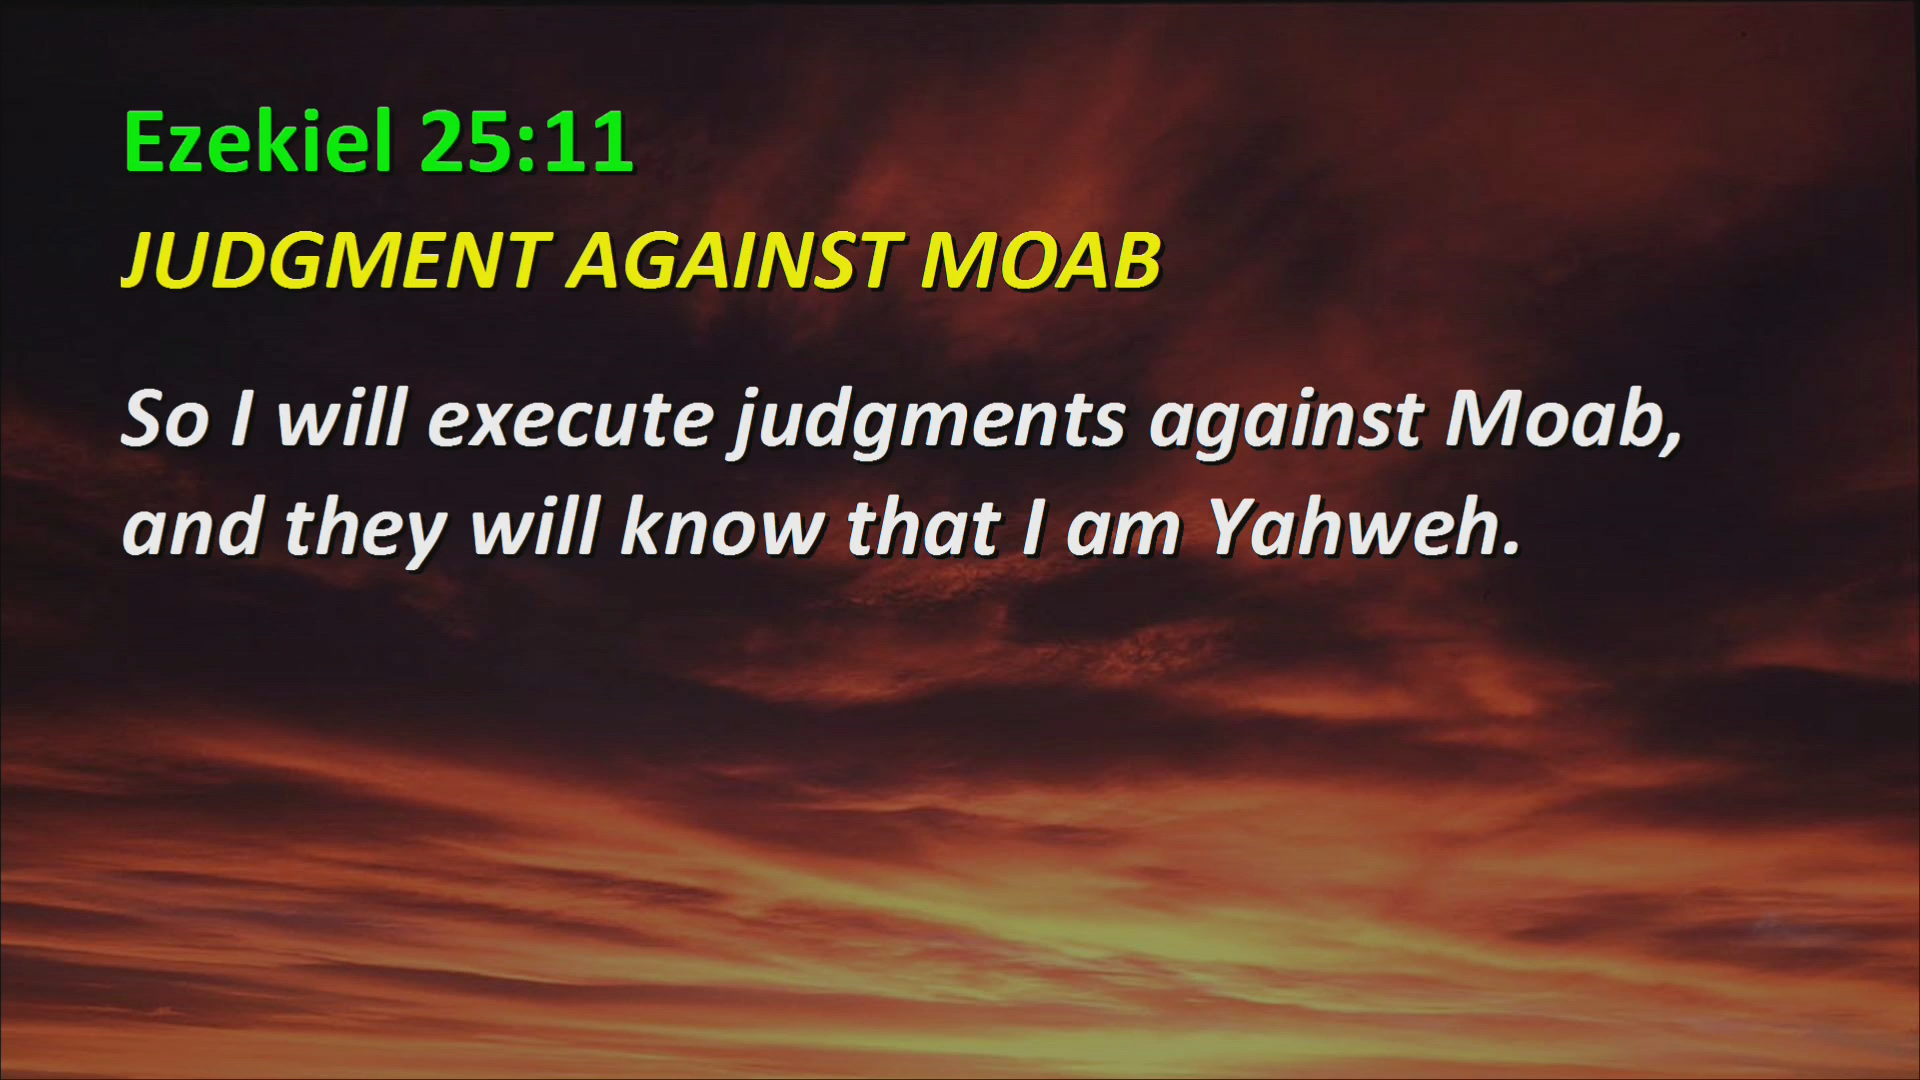 Ezekiel 25:11
JUDGMENT AGAINST MOAB
So I will execute judgments against Moab,
and they will know that I am Yahweh.